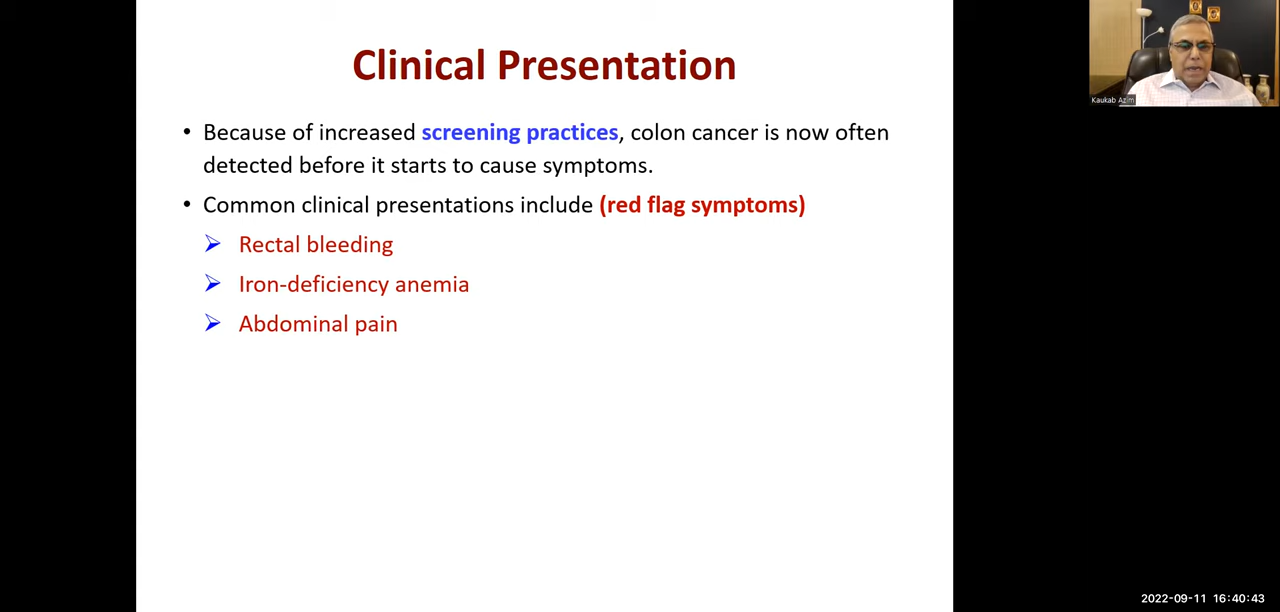 Clinical Presentation
• Because of increased screening practices, colon cancer is now often
detected before it starts to cause symptoms.
• Common clinical presentations include (red flag symptoms)
➢ Rectal bleeding
➢ Iron-deficiency anemia
➢ Abdominal pain
Kaukab Azim
2022-09-11 16:40:43